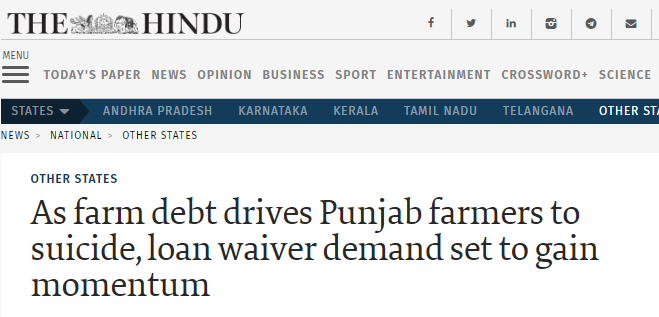 THE HINDU
MENU
TODAY'S PAPER NEWS OPINION BUSINESS SPORT ENTERTAINMENT CROSSWORD+ SCIENCE
STATES ANDHRA PRADESH KARNATAKA KERALA TAMIL NADU TELANGANA OTHER STA
NEWS > NATIONAL > OTHER STATES
OTHER STATES
As farm debt drives Punjab farmers to
suicide, loan waiver demand set to gain
momentum